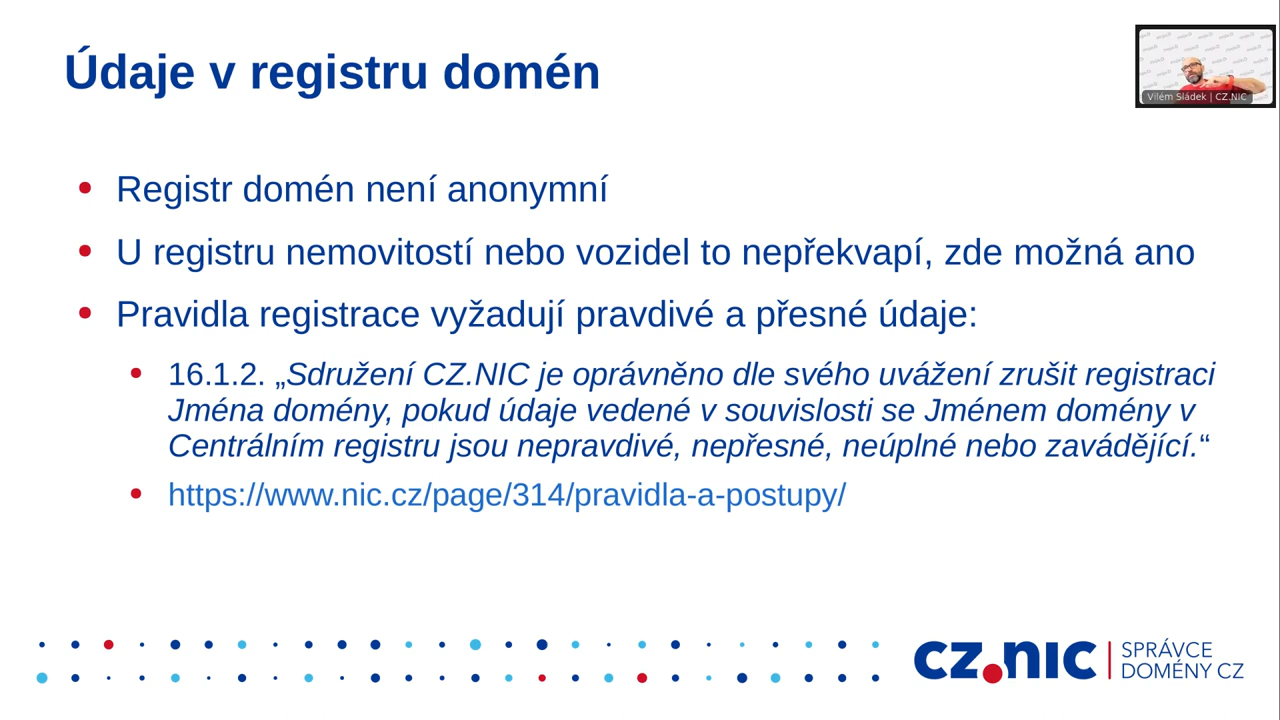 Údaje v registru domén
Vilém Sládek | CZ.NIC
Registr domén není anonymní
U registru nemovitostí nebo vozidel to nepřekvapí, zde možná ano
Pravidla registrace vyžadují pravdivé a přesné údaje:
16.1.2. „Sdružení CZ.NIC je oprávněno dle svého uvážení zrušit registraci
Jména domény, pokud údaje vedené v souvislosti se Jménem domény v
Centrálním registru jsou nepravdivé, nepřesné, neúplné nebo zavádějící.“
https://www.nic.cz/page/314/pravidla-a-postupy/
CZ.NIC
SPRÁVCE
DOMÉNY CZ